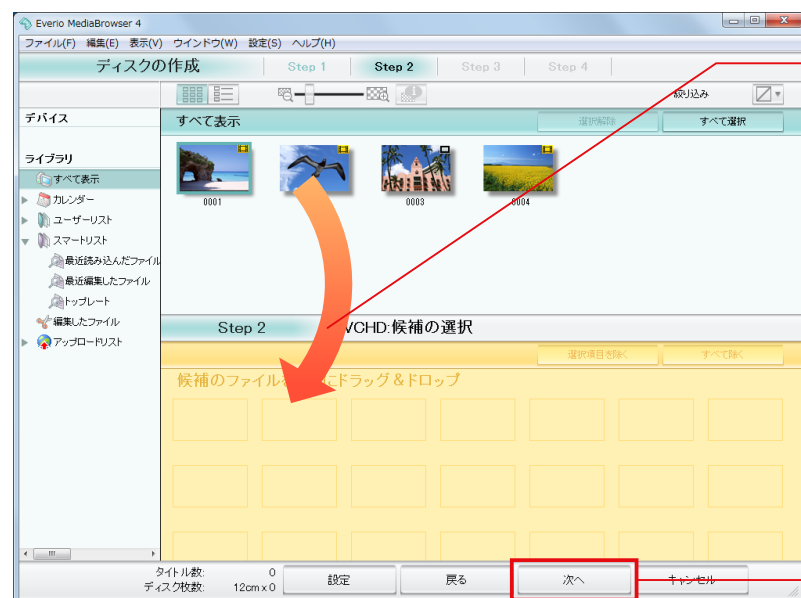 Everio MediaBrowser 4
ファイル(F) 編集(E) 表示(V) ウインドウ(W) 設定(S) ヘルプ(H)
ディスクの作成 Step 1 Step 2 Step 3 Step 4
絞り込み
デバイス
すべて表示 選択解除 すべて選択
ライブラリ
すべて表示
カレンダー
ユーザーリスト
スマートリスト
最近読み込んだファイル
最近編集したファイル
トップレート
編集したファイル
アップロードリスト
0001 0003 0004
Step 2 VCHD:候補の選択
選択項目を除く すべて除く
候補のファイル にドラッグ&ドロップ
タイトル数: 0
ディスク枚数: 12cm x 0
設定 戻る 次へ キャンセル